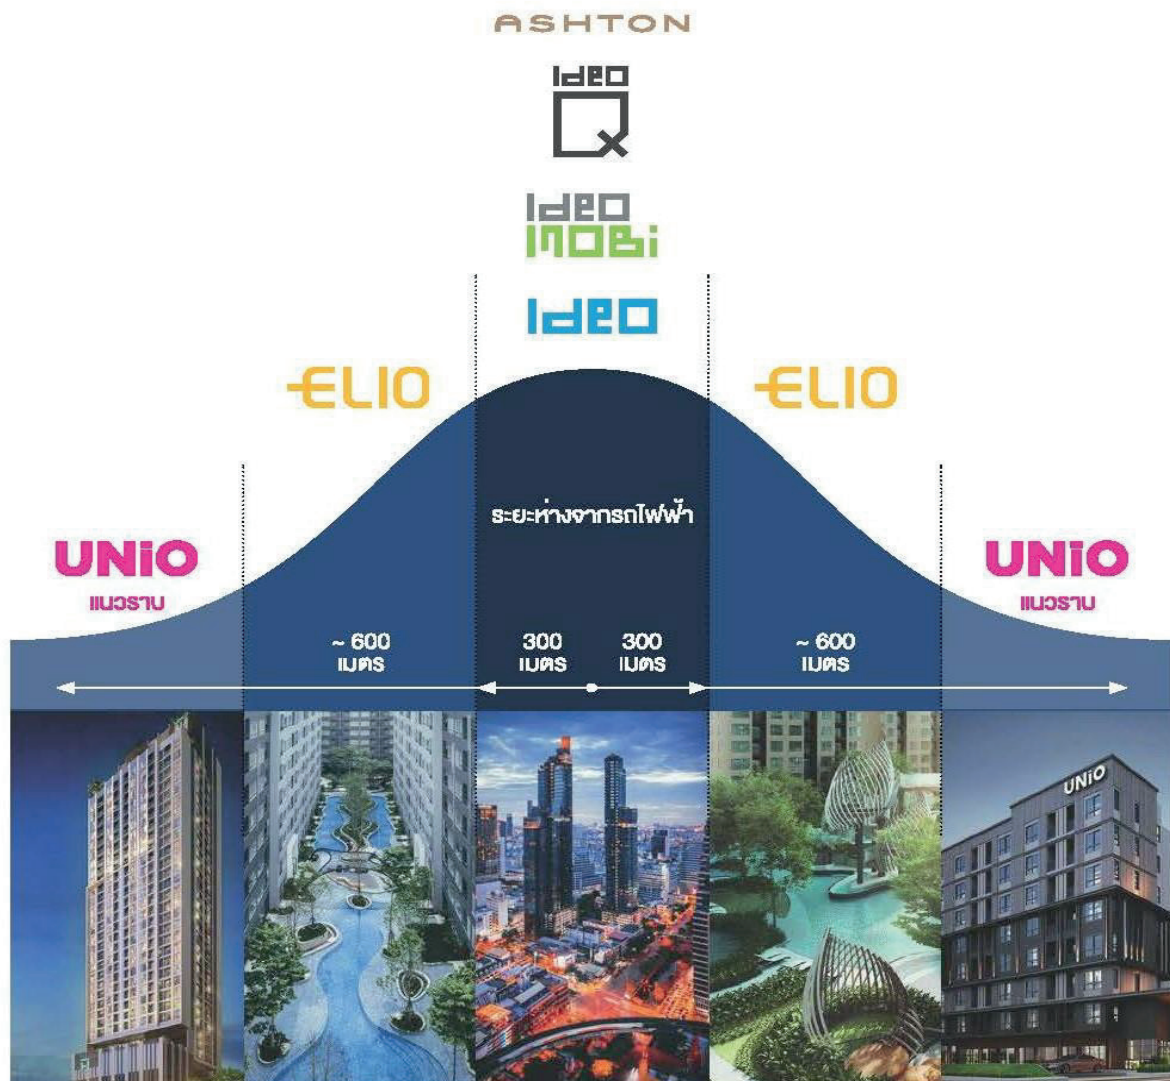 ASHTON
Ideo
Q
Ideo
MOBi
Ideo
ELIO
ELIO
ระยะห่างจากรถไฟฟ้า
UNiO
แนวราบ
UNiO
แนวราบ
~ 600
เมตร
300
เมตร
300
เมตร
~ 600
เมตร
UNiO